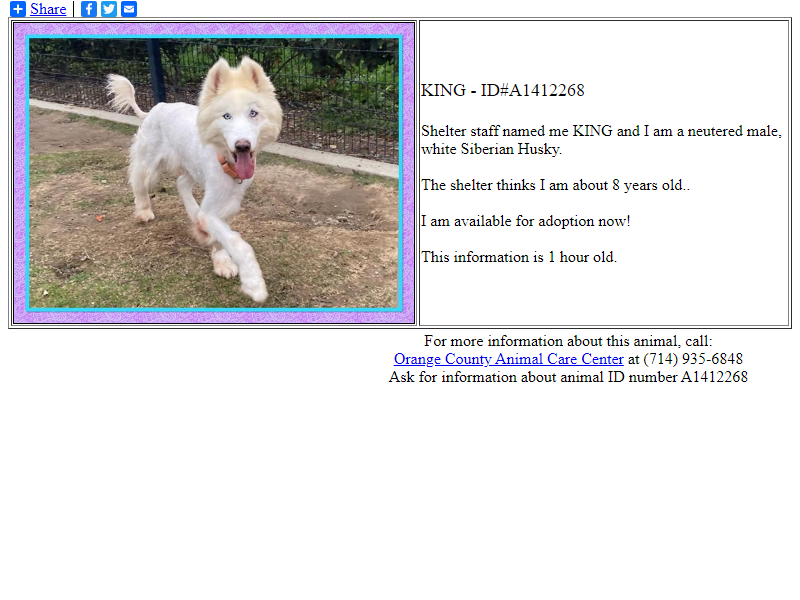 Share
KING - ID#A1412268
Shelter staff named me KING and I am a neutered male,
white Siberian Husky.
The shelter thinks I am about 8 years old..
I am available for adoption now!
This information is 1 hour old.
For more information about this animal, call:
Orange County Animal Care Center at (714) 935-6848
Ask for information about animal ID number A1412268